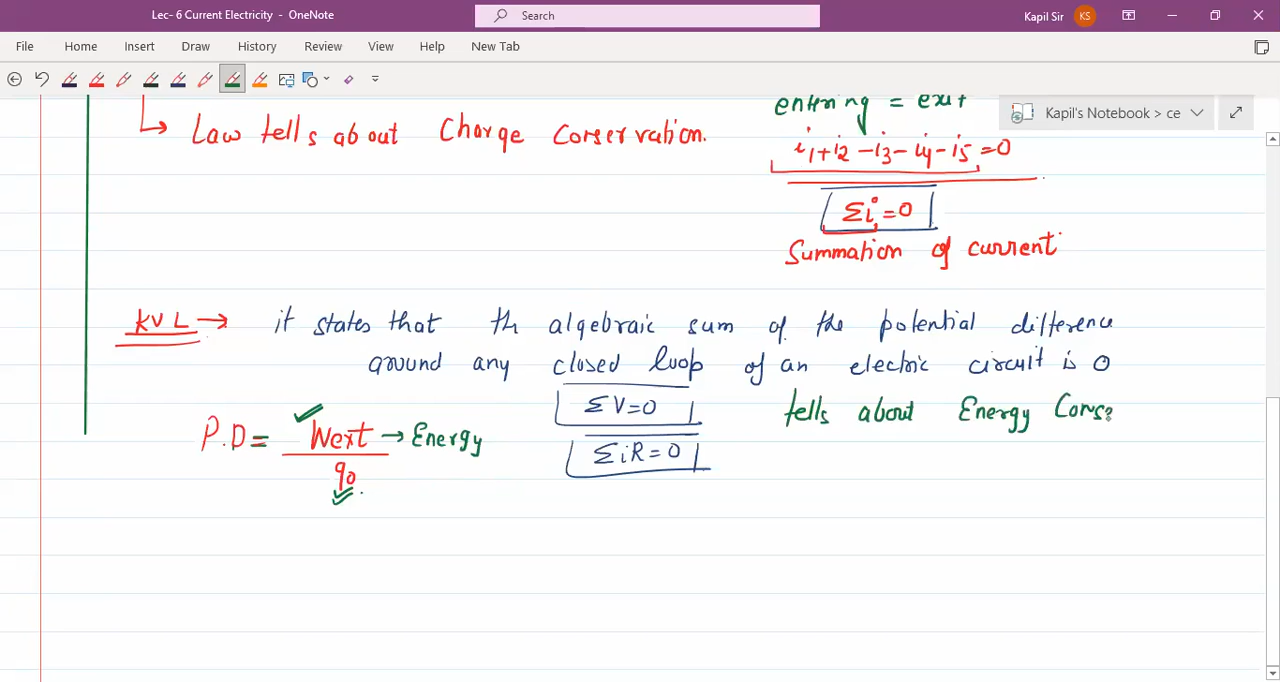 Lec- 6 Current Electricity - OneNote
Search
Kapil Sir KS
File Home Insert Draw History Review View Help New Tab
Kapil's Notebook > ce
entering = exit
Law tells about Charge Conservation.
i1+i2-i3-i4-i5=0
Σi=0
Summation of current
KVL → it states that th algebraic sum of the potential difference
around any closed loop of an electric circuit is 0
ΣV=0
tells about Energy Cons
P.D = Wext → Energy
q0
ΣiR=0